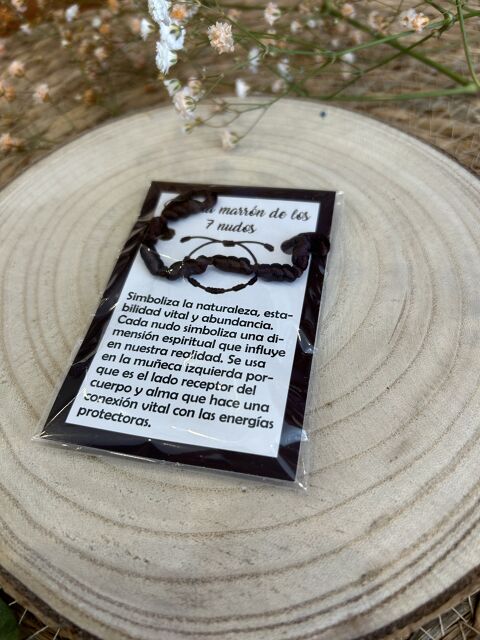 marrón de los
7 nudos
Simboliza la naturaleza, esta-
bilidad vital y abundancia.
Cada nudo simboliza una di-
mensión espiritual que influye
en nuestra realidad. Se usa
en la muñeca izquierda por-
que es el lado receptor del
cuerpo y alma que hace una
conexión vital con las energías
protectoras.